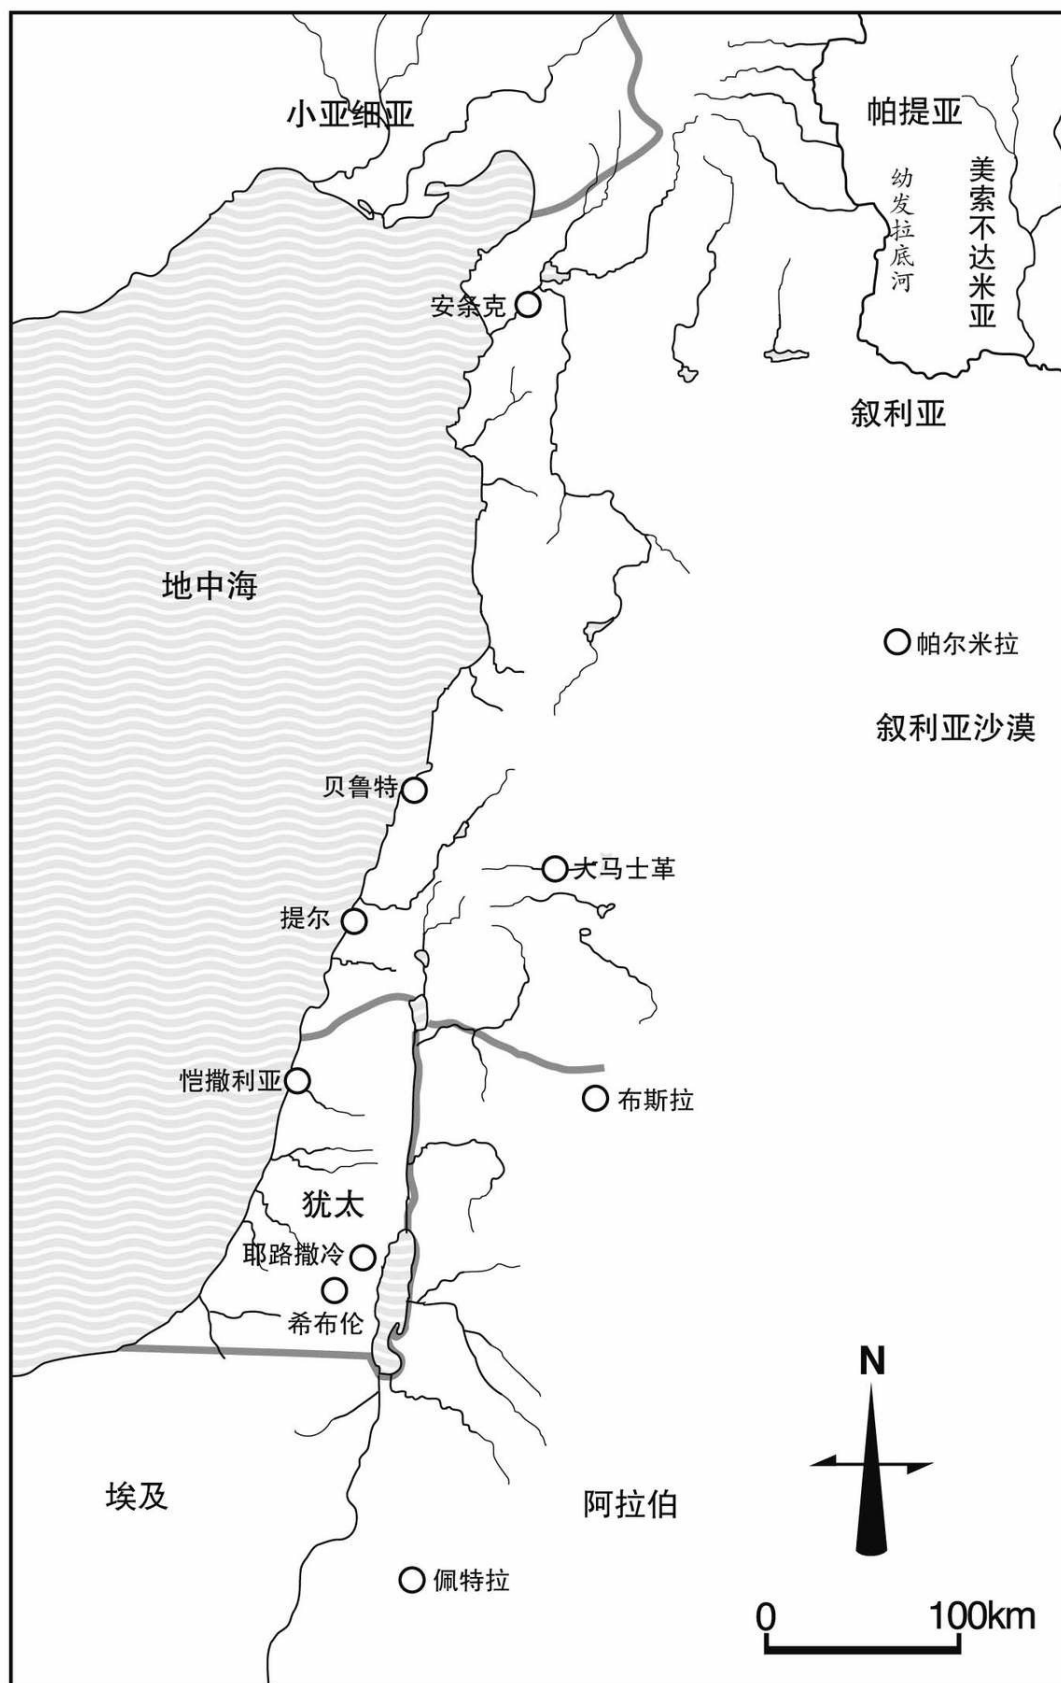 小亚细亚
帕提亚
幼发拉底河
美索不达米亚
安条克
叙利亚
地中海
帕尔米拉
叙利亚沙漠
贝鲁特
大马士革
提尔
恺撒利亚
布斯拉
犹太
耶路撒冷
希布伦
N
埃及
阿拉伯
佩特拉
0 100km